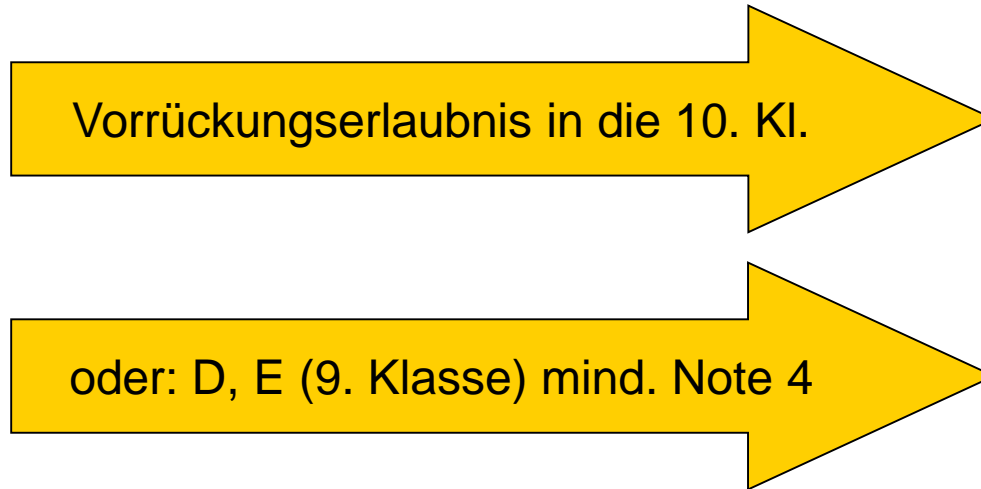 Vorrückungserlaubnis in die 10. Kl.
oder: D, E (9. Klasse) mind. Note 4